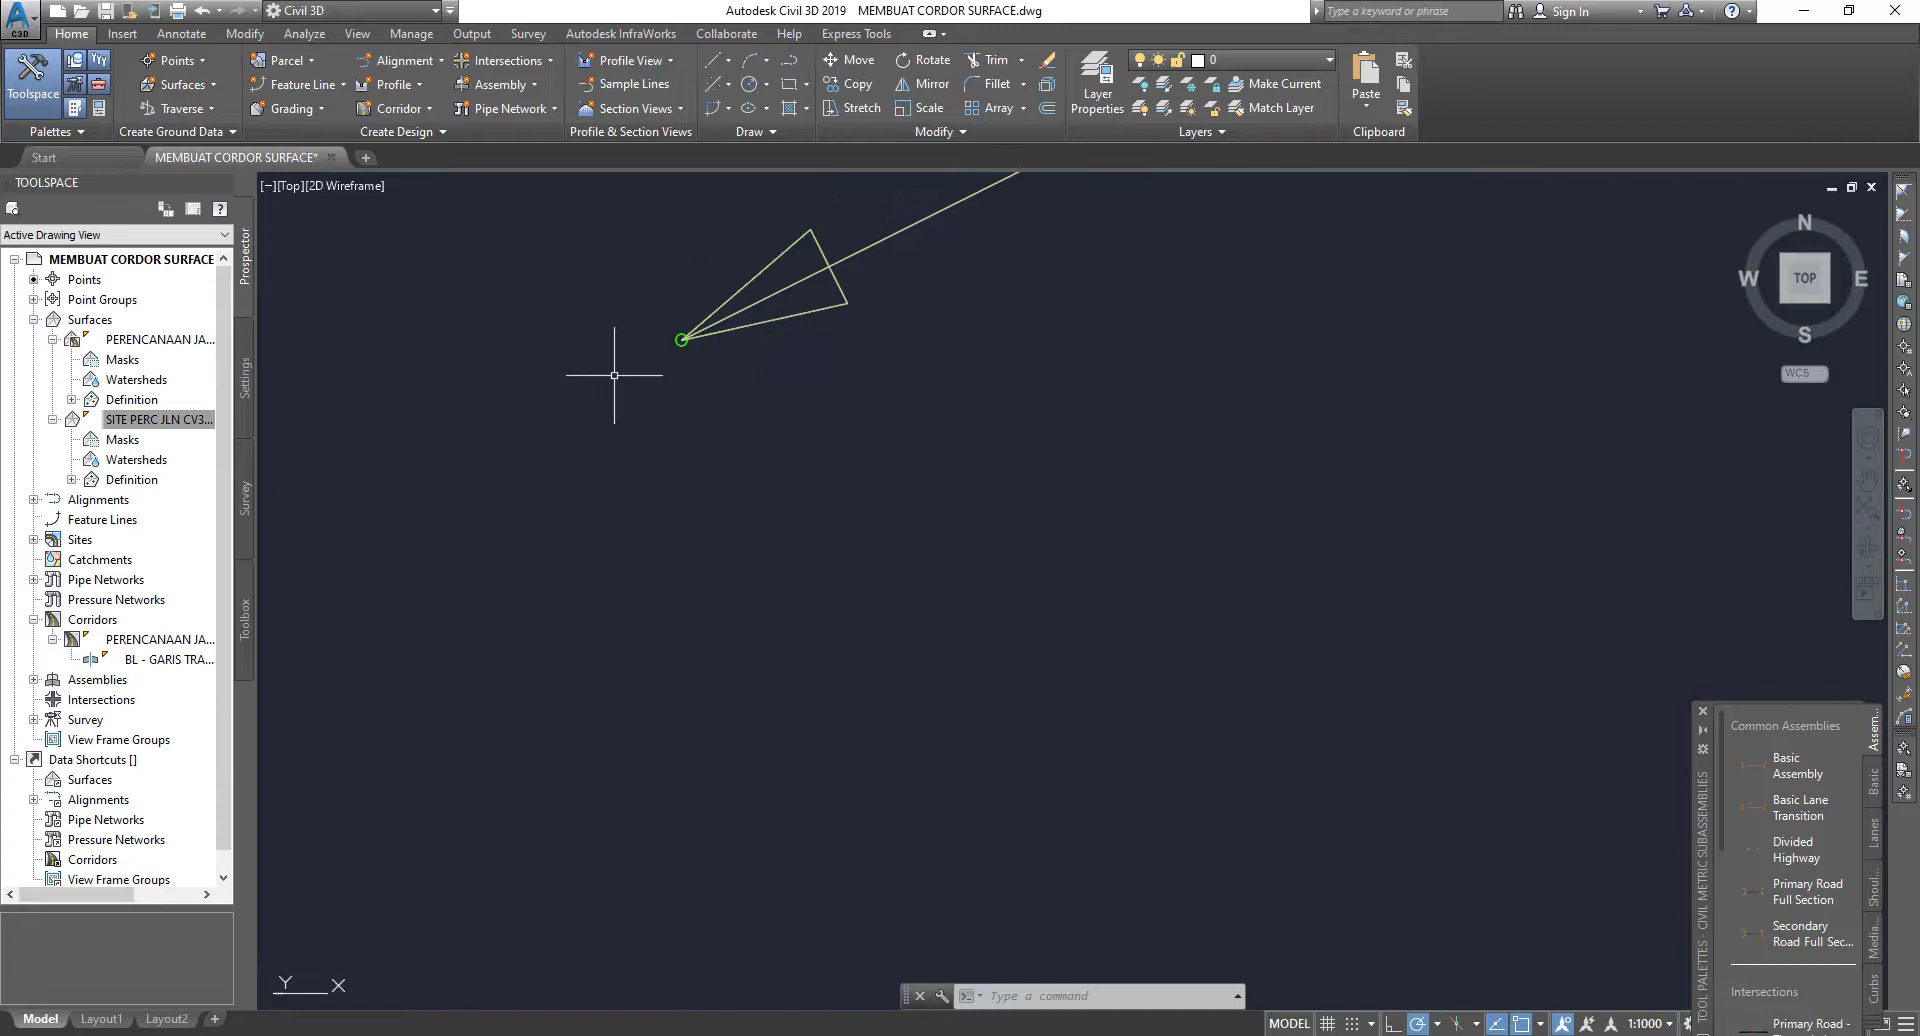 Civil 3D
Autodesk Civil 3D 2019 MEMBUAT CORDOR SURFACE.dwg
Type a keyword or phrase
Sign In
C3D
Home Insert Annotate Modify Analyze View Manage Output Survey Autodesk InfraWorks Collaborate Help Express Tools
Toolspace
Palettes
Points
Surfaces
Traverse
Create Ground Data
Parcel
Feature Line
Grading
Alignment
Profile
Corridor
Intersections
Assembly
Pipe Network
Create Design
Profile View
Sample Lines
Section Views
Profile & Section Views
Draw
Move
Copy
Stretch
Rotate
Mirror
Scale
Trim
Fillet
Array
Modify
Layer
Properties
0
Make Current
Match Layer
Layers
Paste
Clipboard
Start
MEMBUAT CORDOR SURFACE*
TOOLSPACE
Active Drawing View
MEMBUAT CORDOR SURFACE
Points
Point Groups
Surfaces
PERENCANAAN JA...
Masks
Watersheds
Definition
SITE PERC JLN CV3...
Masks
Watersheds
Definition
Alignments
Feature Lines
Sites
Catchments
Pipe Networks
Pressure Networks
Corridors
PERENCANAAN JA...
BL - GARIS TRA...
Assemblies
Intersections
Survey
View Frame Groups
Data Shortcuts []
Surfaces
Alignments
Pipe Networks
Pressure Networks
Corridors
View Frame Groups
Prospector
Settings
Survey
Toolbox
[−][Top][2D Wireframe]
N
W
TOP
E
S
WCS
Y
X
Type a command
Common Assemblies
Basic
Assembly
Basic Lane
Transition
Divided
Highway
Primary Road
Full Section
Secondary
Road Full Sec...
Intersections
Primary Road -
Assem...
Basic
Lanes
Shoul...
Media...
Curbs
TOOL PALETTES - CIVIL METRIC SUBASSEMBLIES
Model
Layout1
Layout2
MODEL
1:1000